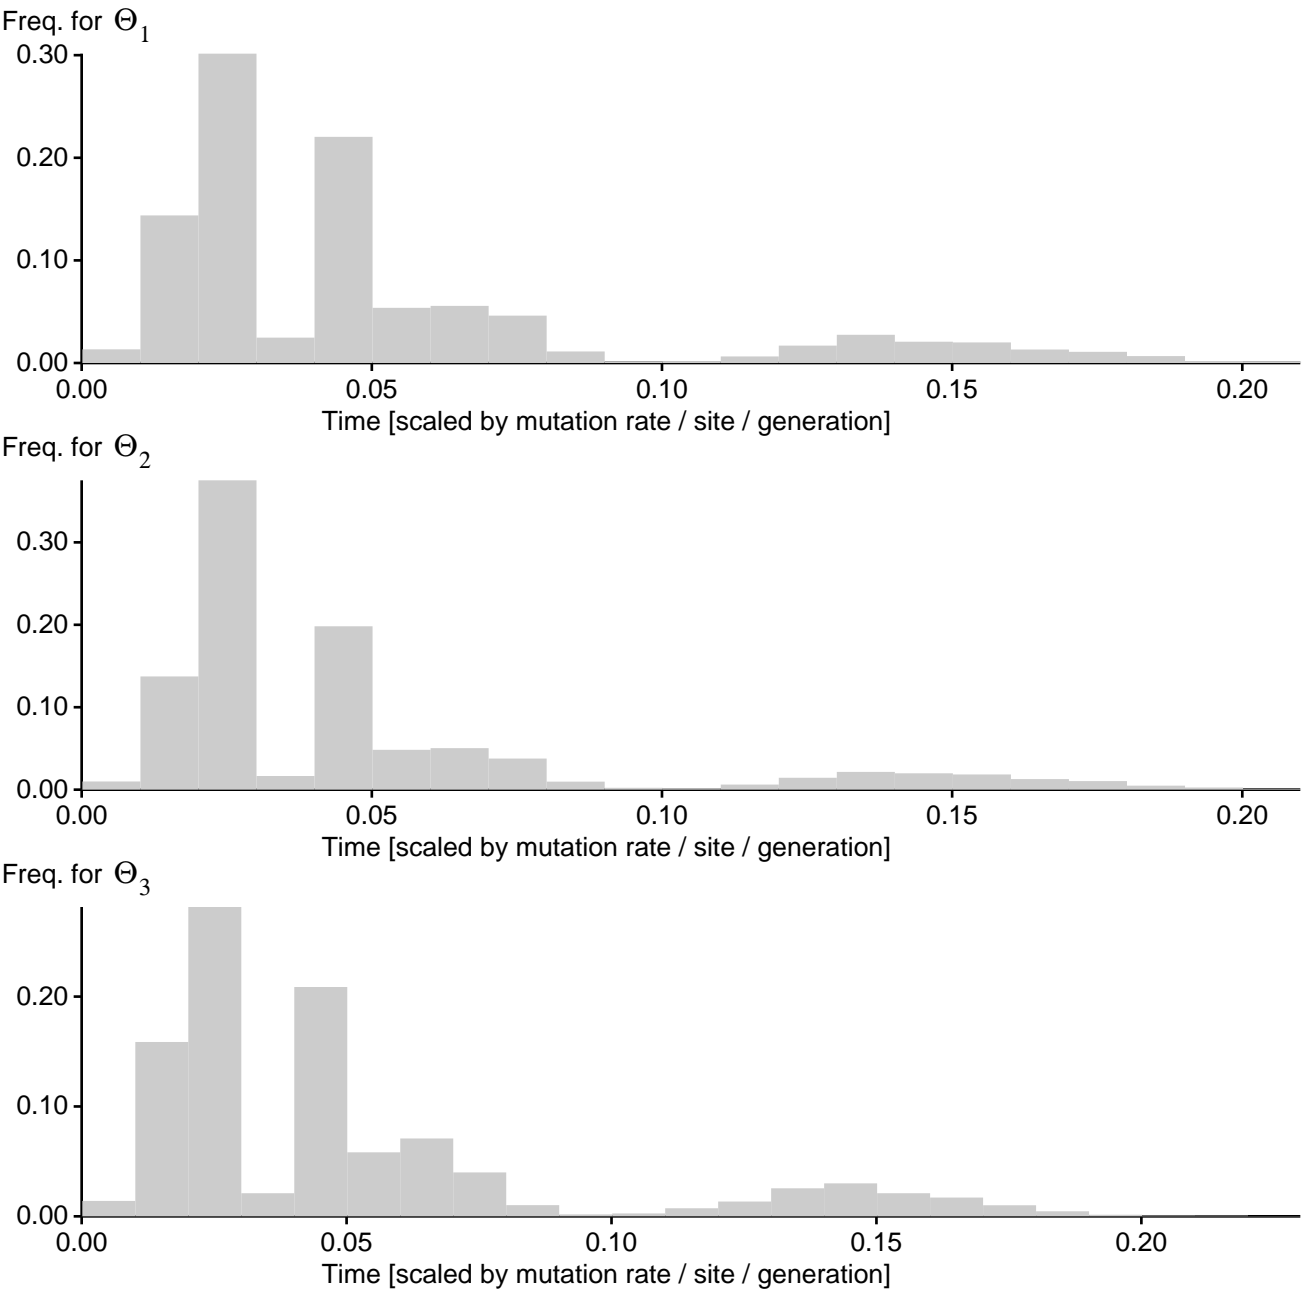 Freq. for Θ1
0.30
0.20
0.10
0.00
0.00 0.05 0.10 0.15 0.20
Time [scaled by mutation rate / site / generation]
Freq. for Θ2
0.30
0.20
0.10
0.00
0.00 0.05 0.10 0.15 0.20
Time [scaled by mutation rate / site / generation]
Freq. for Θ3
0.20
0.10
0.00
0.00 0.05 0.10 0.15 0.20
Time [scaled by mutation rate / site / generation]